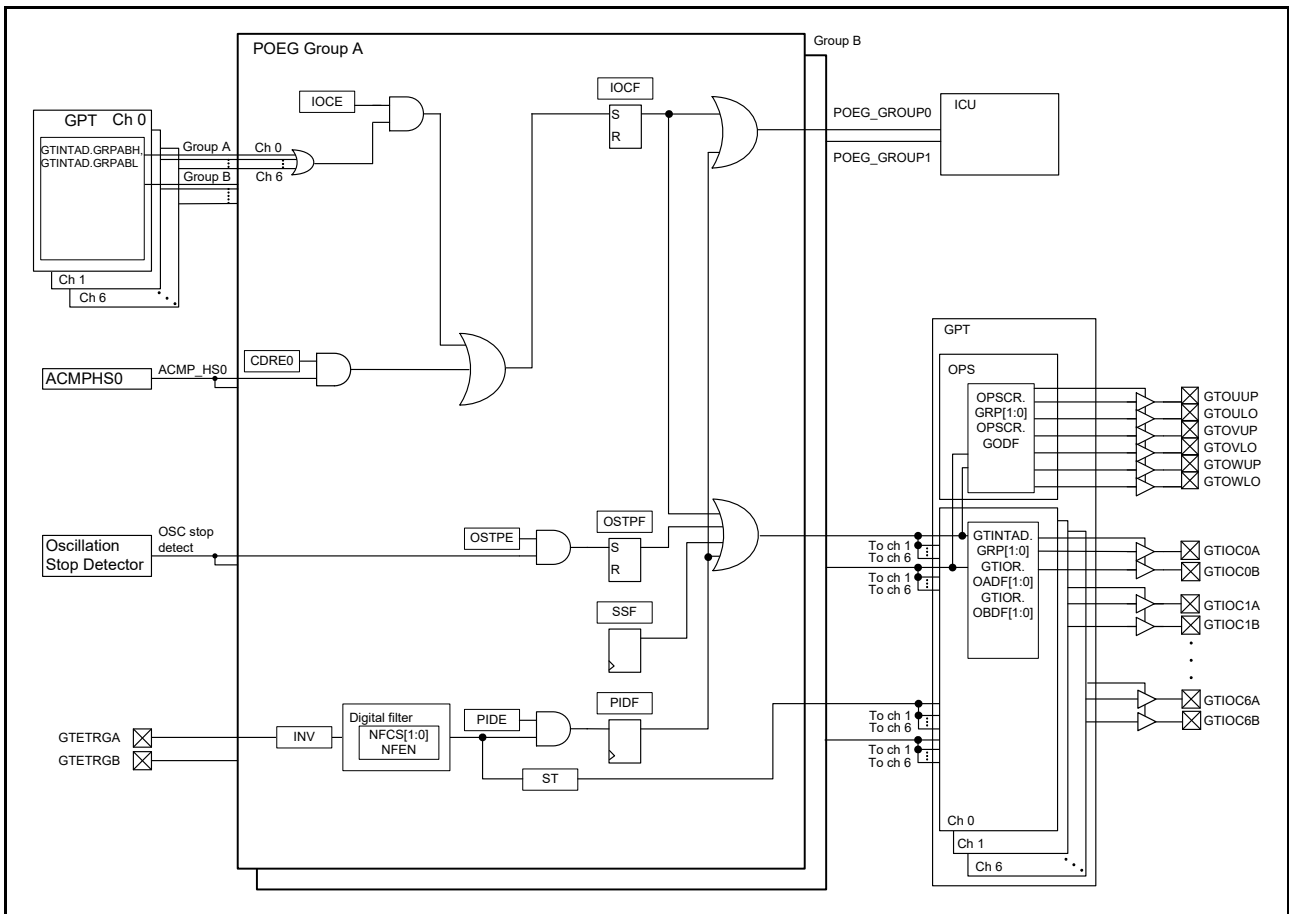 POEG Group A
Group B
IOCE
IOCF
S
R
GPT Ch 0
GTINTAD.GRPABH,
GTINTAD.GRPABL
Group A
Ch 0
Ch 6
Group B
Ch 1
Ch 6
POEG_GROUP0
POEG_GROUP1
ICU
CDRE0
ACMPHS0
ACMP_HS0
Oscillation
Stop Detector
OSC stop
detect
OSTPE
OSTPF
S
R
SSF
PIDF
PIDE
Digital filter
NFCS[1:0]
NFEN
INV
ST
GTETRGA
GTETRGB
To ch 1
To ch 6
To ch 1
To ch 6
To ch 1
To ch 6
To ch 1
To ch 6
GPT
OPS
OPSCR.
GRP[1:0]
OPSCR.
GODF
GTINTAD.
GRP[1:0]
GTIOR.
OADF[1:0]
GTIOR.
OBDF[1:0]
Ch 0
Ch 1
Ch 6
GTOUUP
GTOULO
GTOVUP
GTOVLO
GTOWUP
GTOWLO
GTIOC0A
GTIOC0B
GTIOC1A
GTIOC1B
GTIOC6A
GTIOC6B